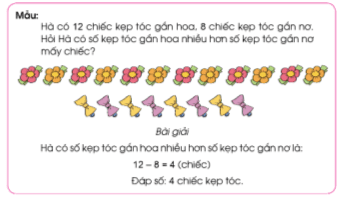 Mẫu:
Hà có 12 chiếc kẹp tóc gắn hoa, 8 chiếc kẹp tóc gắn nơ.
Hỏi Hà có số kẹp tóc gắn hoa nhiều hơn số kẹp tóc gắn nơ
mấy chiếc?
Bài giải
Hà có số kẹp tóc gắn hoa nhiều hơn số kẹp tóc gắn nơ là:
12 – 8 = 4 (chiếc)
Đáp số: 4 chiếc kẹp tóc.